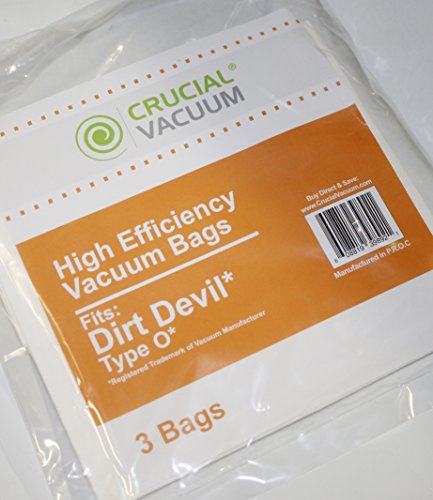 CRUCIAL®
VACUUM
High Efficiency
Vacuum Bags
Fits:
Dirt Devil*
Type O*
*Registered Trademark of Vacuum Manufacturer
3 Bags
Buy Direct & Save:
www.CrucialVacuum.com
Manufactured in P.R.O.C